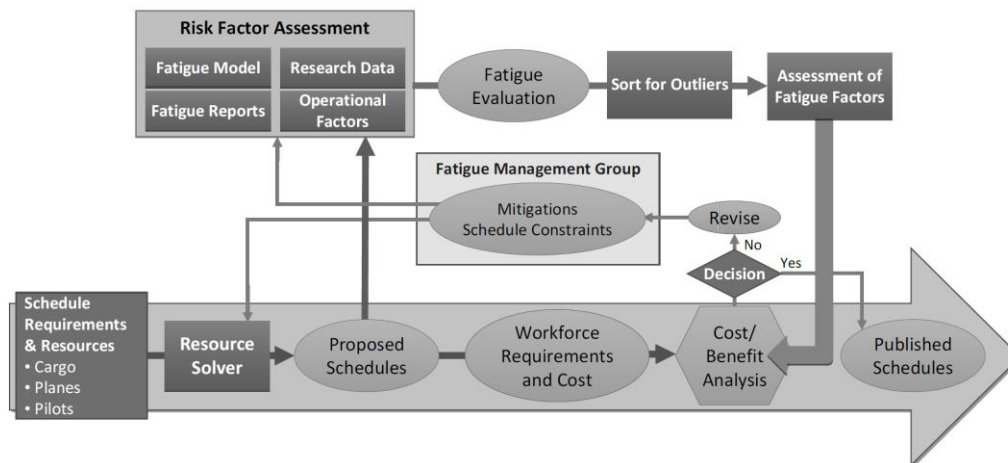 Risk Factor Assessment
Fatigue Model
Research Data
Fatigue Reports
Operational
Factors
Fatigue
Evaluation
Sort for Outliers
Assessment of
Fatigue Factors
Fatigue Management Group
Mitigations
Schedule Constraints
Revise
No
Decision
Yes
Schedule
Requirements
& Resources
• Cargo
• Planes
• Pilots
Resource
Solver
Proposed
Schedules
Workforce
Requirements
and Cost
Cost/
Benefit
Analysis
Published
Schedules